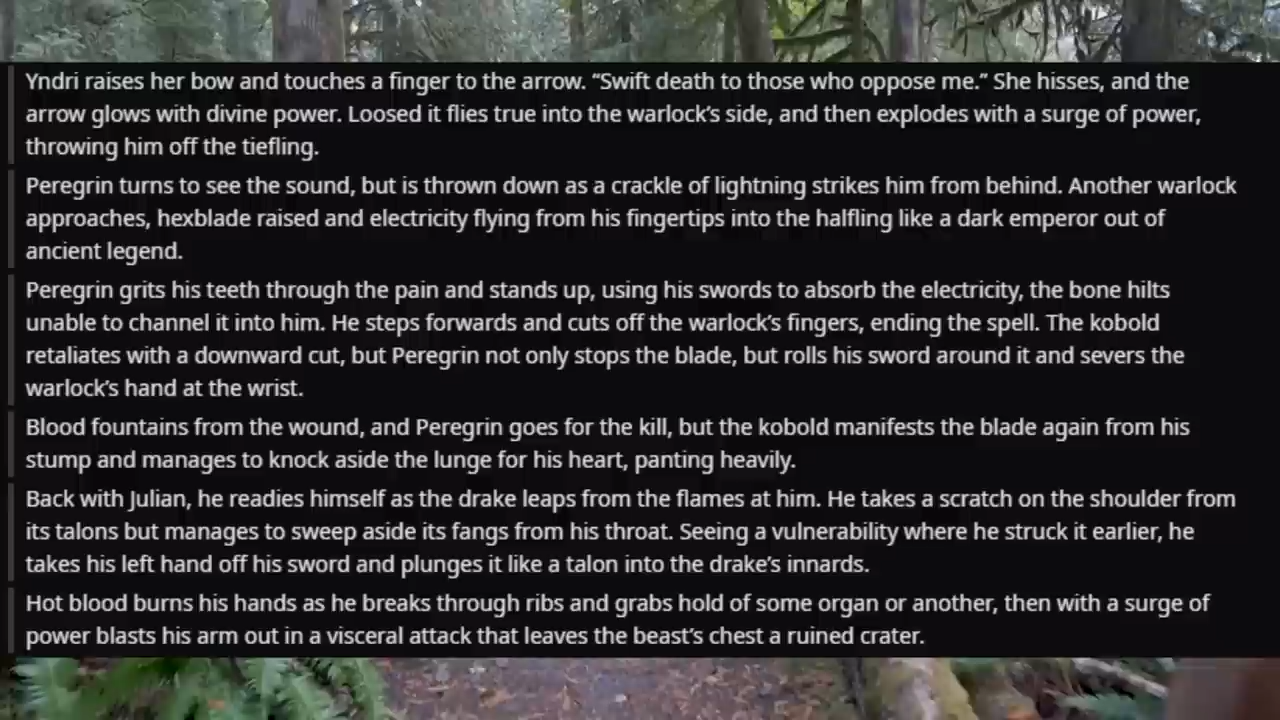 Yndri raises her bow and touches a finger to the arrow. “Swift death to those who oppose me.” She hisses, and the
arrow glows with divine power. Loosed it flies true into the warlock’s side, and then explodes with a surge of power,
throwing him off the tiefling.
Peregrin turns to see the sound, but is thrown down as a crackle of lightning strikes him from behind. Another warlock
approaches, hexblade raised and electricity flying from his fingertips into the halfling like a dark emperor out of
ancient legend.
Peregrin grits his teeth through the pain and stands up, using his swords to absorb the electricity, the bone hilts
unable to channel it into him. He steps forwards and cuts off the warlock’s fingers, ending the spell. The kobold
retaliates with a downward cut, but Peregrin not only stops the blade, but rolls his sword around it and severs the
warlock’s hand at the wrist.
Blood fountains from the wound, and Peregrin goes for the kill, but the kobold manifests the blade again from his
stump and manages to knock aside the lunge for his heart, panting heavily.
Back with Julian, he readies himself as the drake leaps from the flames at him. He takes a scratch on the shoulder from
its talons but manages to sweep aside its fangs from his throat. Seeing a vulnerability where he struck it earlier, he
takes his left hand off his sword and plunges it like a talon into the drake’s innards.
Hot blood burns his hands as he breaks through ribs and grabs hold of some organ or another, then with a surge of
power blasts his arm out in a visceral attack that leaves the beast’s chest a ruined crater.